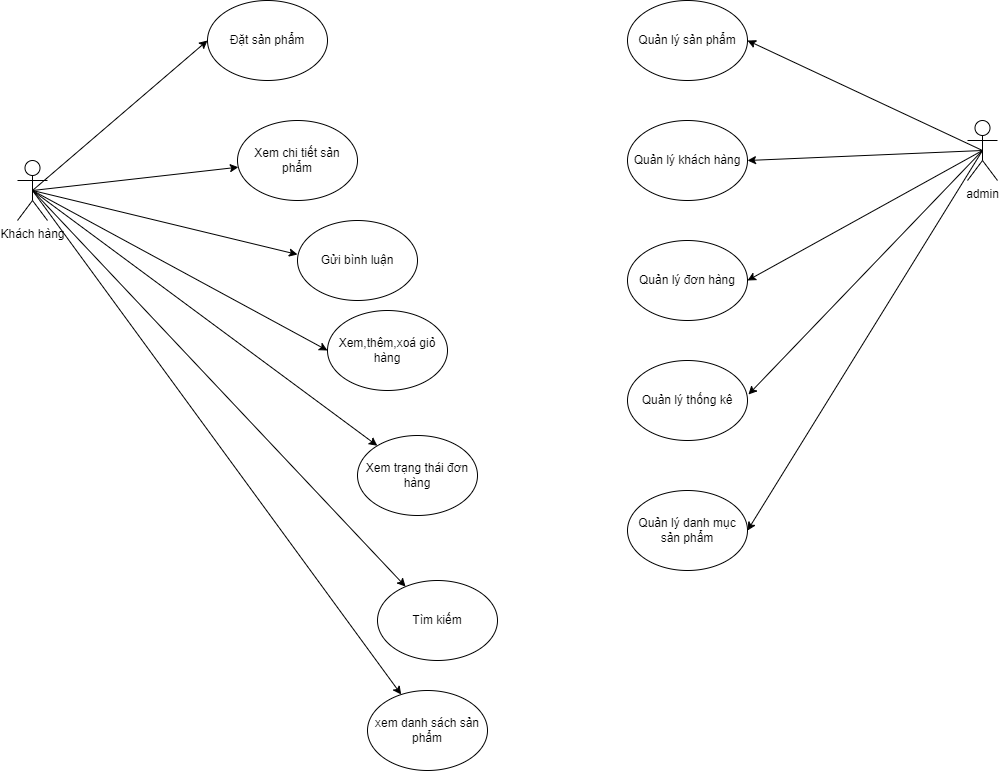 Đặt sản phẩm
Xem chi tiết sản
phẩm
Khách hàng
Gửi bình luận
Xem,thêm,xoá giỏ
hàng
Xem trạng thái đơn
hàng
Tìm kiếm
xem danh sách sản
phẩm
Quản lý sản phẩm
Quản lý khách hàng
admin
Quản lý đơn hàng
Quản lý thống kê
Quản lý danh mục
sản phẩm